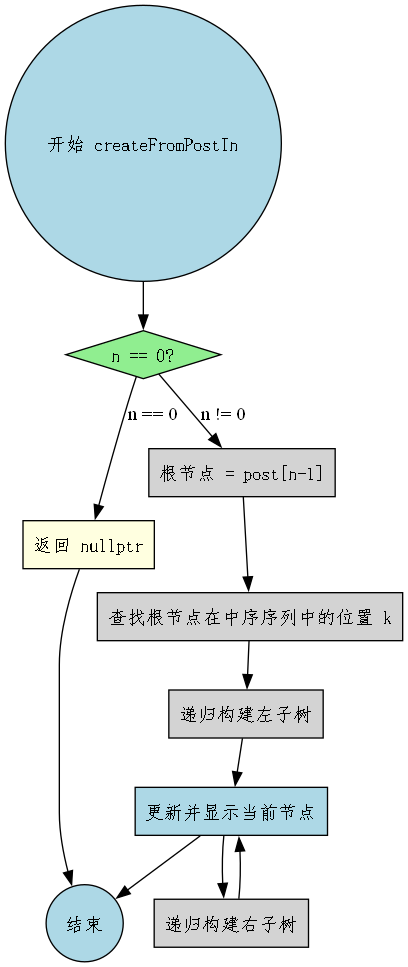 开始 createFromPostIn
n == 0?
n == 0
n != 0
根节点 = post[n-1]
返回 nullptr
查找根节点在中序序列中的位置 k
递归构建左子树
更新并显示当前节点
结束
递归构建右子树